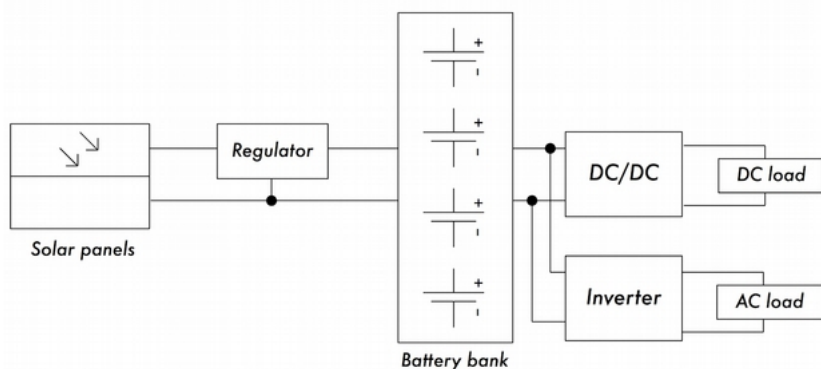 +
-
+
-
Regulator
DC/DC
DC load
+
-
Solar panels
Inverter
AC load
+
-
Battery bank